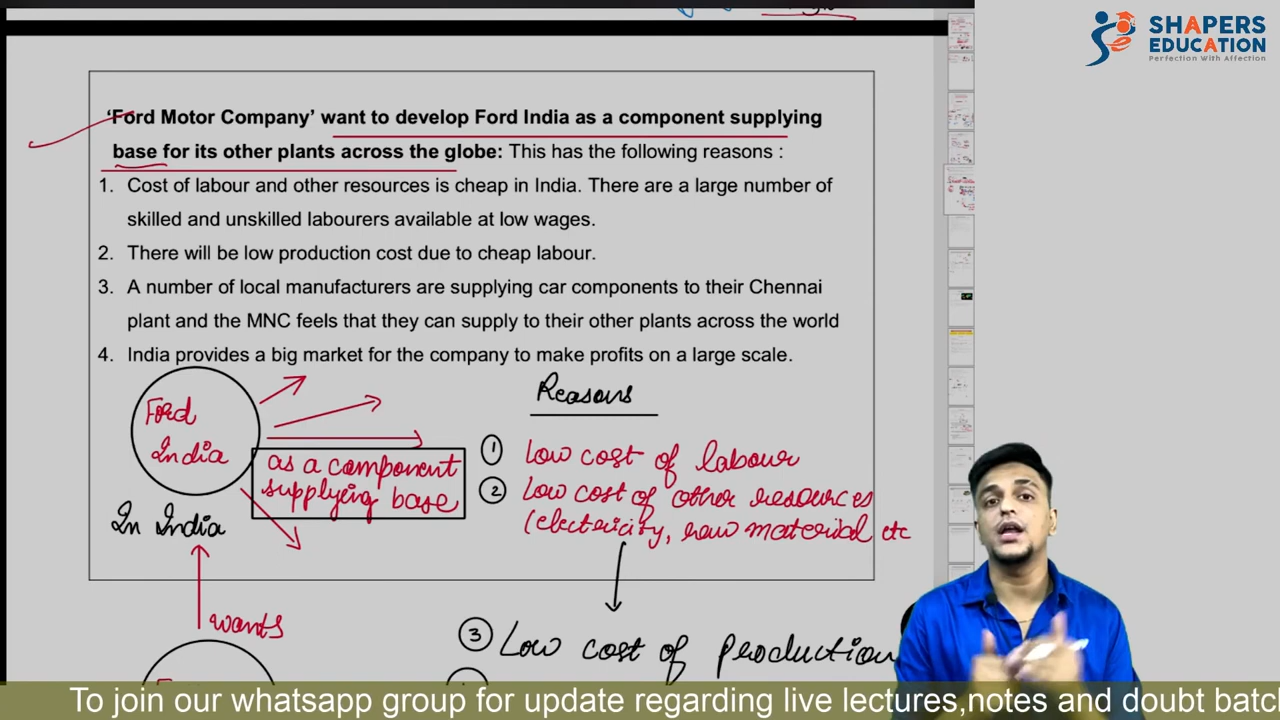 SHAPERS
EDUCATION
Perfection With Affection
'Ford Motor Company' want to develop Ford India as a component supplying
base for its other plants across the globe: This has the following reasons :
1. Cost of labour and other resources is cheap in India. There are a large number of
skilled and unskilled labourers available at low wages.
2. There will be low production cost due to cheap labour.
3. A number of local manufacturers are supplying car components to their Chennai
plant and the MNC feels that they can supply to their other plants across the world
4. India provides a big market for the company to make profits on a large scale.
Ford
India
as a component
supplying base
In India
wants
Reasons
1 Low cost of labour
2 Low cost of other resources
(electricity, raw material etc
3 Low cost of production
To join our whatsapp group for update regarding live lectures,notes and doubt batch